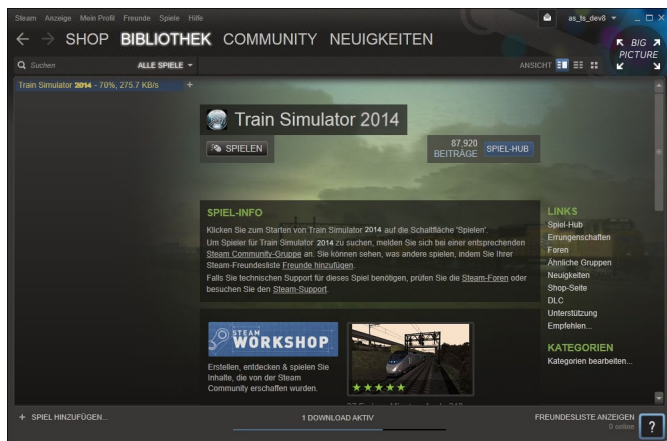 Steam Anzeige Mein Profil Freunde Spiele Hilfe
as_ts_dev8
SHOP BIBLIOTHEK COMMUNITY NEUIGKEITEN
BIG
PICTURE
Suchen
ALLE SPIELE
ANSICHT
Train Simulator 2014 - 70%, 275.7 KB/s +
Train Simulator 2014
SPIELEN
87,920
BEITRÄGE
SPIEL-HUB
SPIEL-INFO
Klicken Sie zum Starten von Train Simulator 2014 auf die Schaltfläche 'Spielen'.
Um Spieler für Train Simulator 2014 zu suchen, melden Sie sich bei einer entsprechenden
Steam Community-Gruppe an. Sie können sehen, was andere spielen, indem Sie Ihrer
Steam-Freundesliste Freunde hinzufügen.
Falls Sie technischen Support für dieses Spiel benötigen, prüfen Sie die Steam-Foren oder
besuchen Sie den Steam-Support.
LINKS
Spiel-Hub
Errungenschaften
Foren
Ähnliche Gruppen
Neuigkeiten
Shop-Seite
DLC
Unterstützung
Empfehlen...
KATEGORIEN
Kategorien bearbeiten...
STEAM
WORKSHOP
Erstellen, entdecken & spielen Sie
Inhalte, die von der Steam
Community erschaffen wurden.
+ SPIEL HINZUFÜGEN...
1 DOWNLOAD AKTIV
FREUNDESLISTE ANZEIGEN
0 online
?